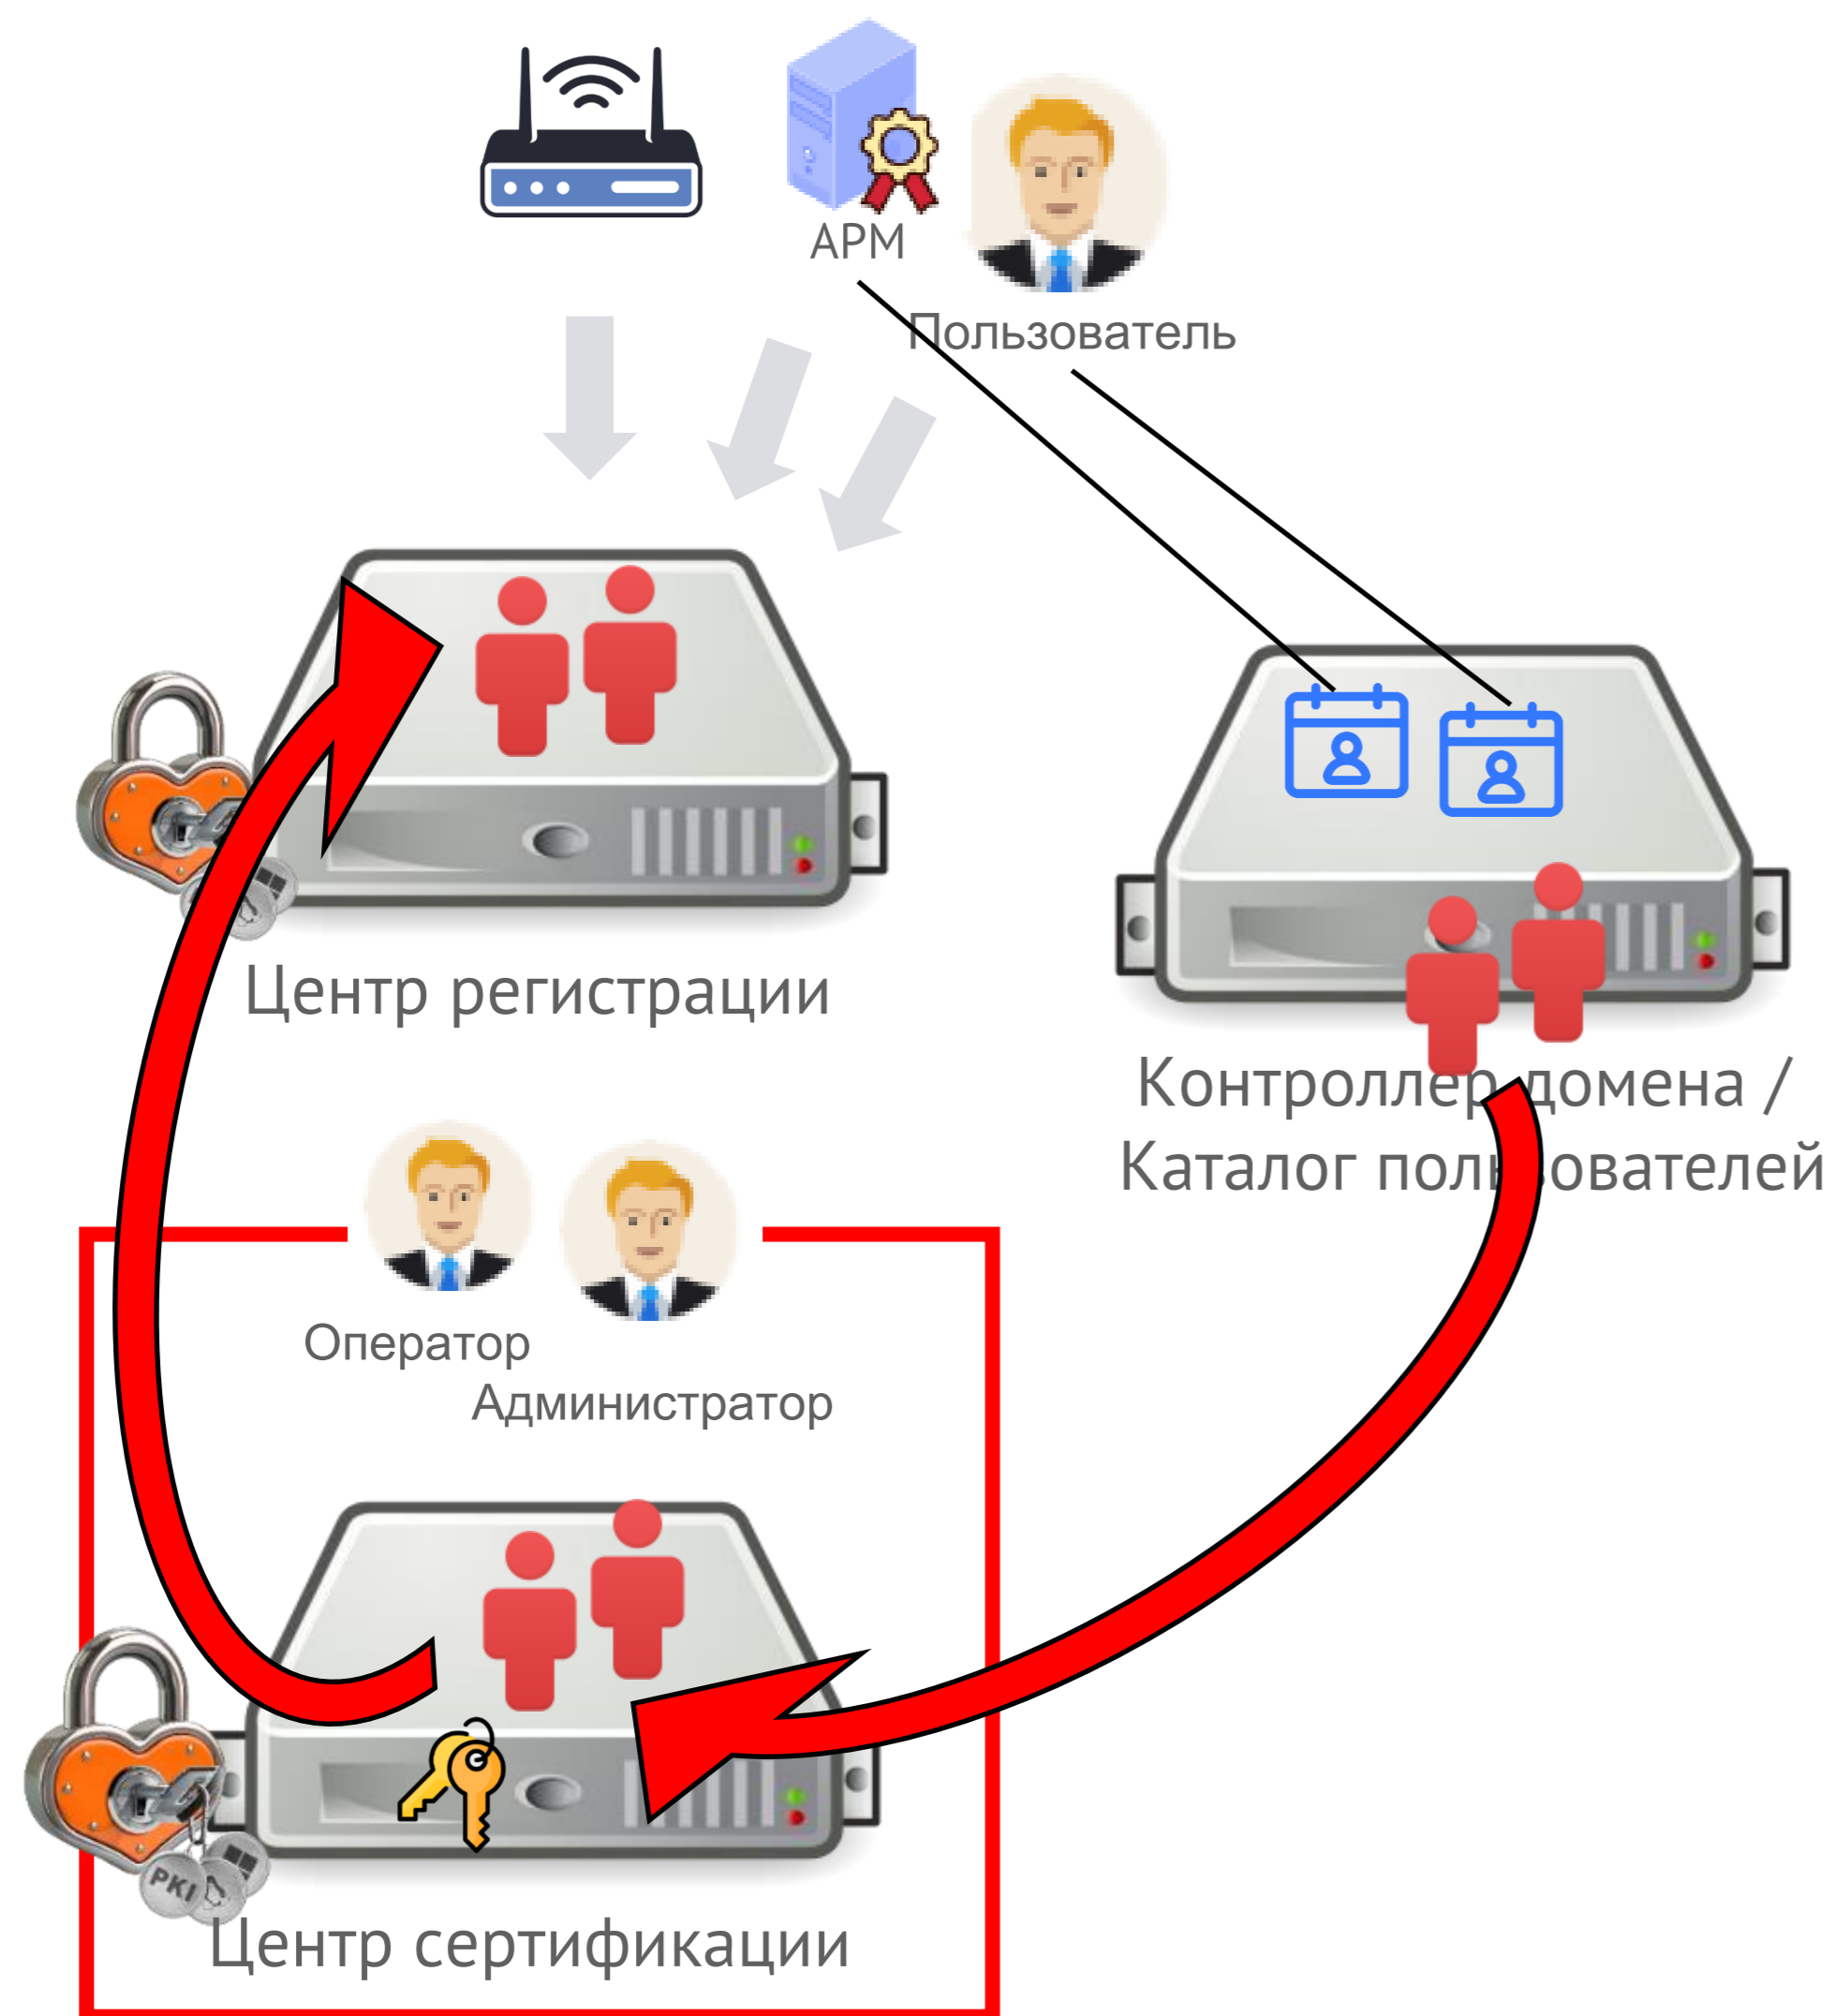 АРМ
Пользователь
Центр регистрации
Контроллер домена /
Каталог пользователей
Оператор
Администратор
PKI
Центр сертификации